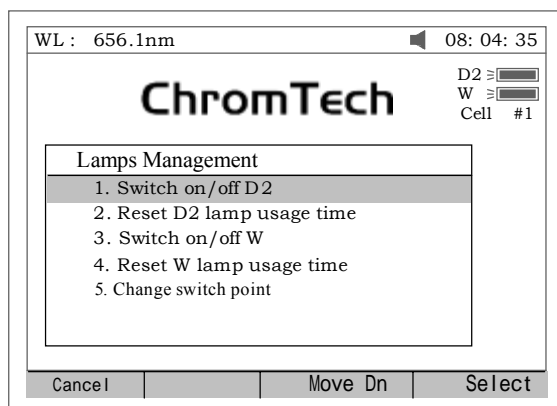 WL: 656.1nm 08: 04: 35
D2
W
Cell #1
ChromTech
Lamps Management
1. Switch on/off D2
2. Reset D2 lamp usage time
3. Switch on/off W
4. Reset W lamp usage time
5. Change switch point
Cancel Move Dn Select